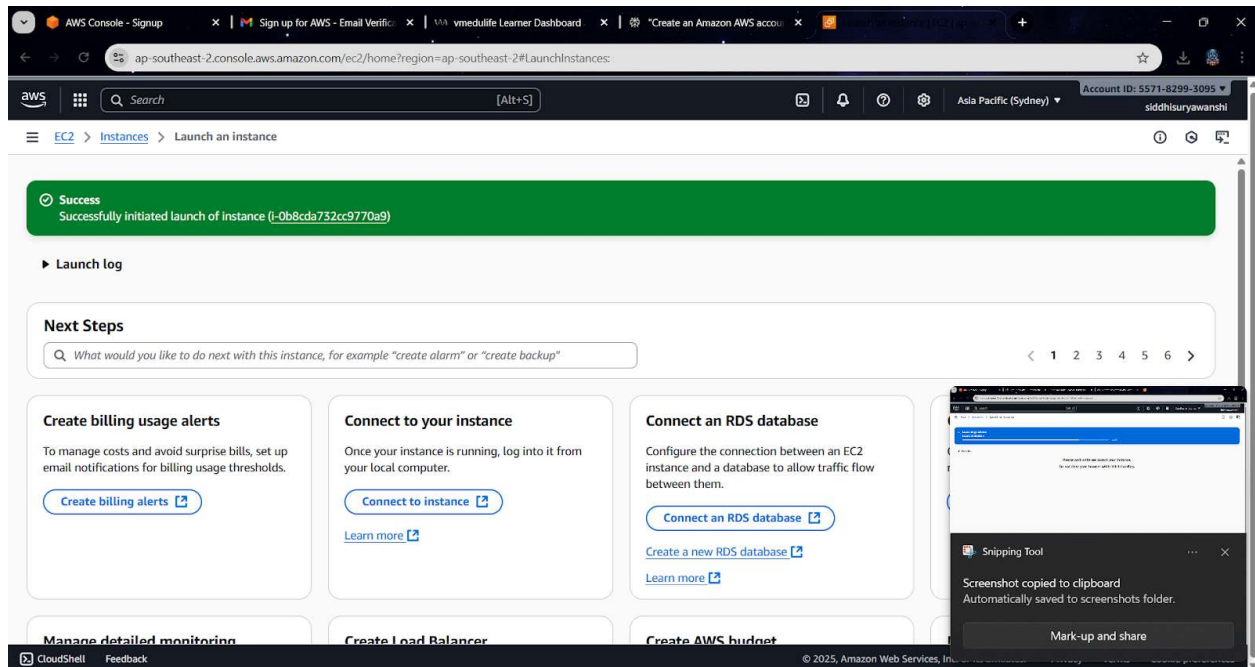 AWS Console - Signup
Sign up for AWS - Email Verific
vmedulife Learner Dashboard
"Create an Amazon AWS accou
ap-southeast-2.console.aws.amazon.com/ec2/home?region=ap-southeast-2#LaunchInstances:
aws
Search
[Alt+S]
Asia Pacific (Sydney)
Account ID: 5571-8299-3095
siddhisuryawanshi
EC2 > Instances > Launch an instance
Success
Successfully initiated launch of instance (i-0b8cda732cc9770a9)
Launch log
Next Steps
What would you like to do next with this instance, for example "create alarm" or "create backup"
1 2 3 4 5 6
Create billing usage alerts
To manage costs and avoid surprise bills, set up
email notifications for billing usage thresholds.
Create billing alerts
Connect to your instance
Once your instance is running, log into it from
your local computer.
Connect to instance
Learn more
Connect an RDS database
Configure the connection between an EC2
instance and a database to allow traffic flow
between them.
Connect an RDS database
Create a new RDS database
Learn more
Snipping Tool
Screenshot copied to clipboard
Automatically saved to screenshots folder.
Mark-up and share
Manage detailed monitoring
Create Load Balancer
Create AWS budget
CloudShell Feedback
© 2025, Amazon Web Services,